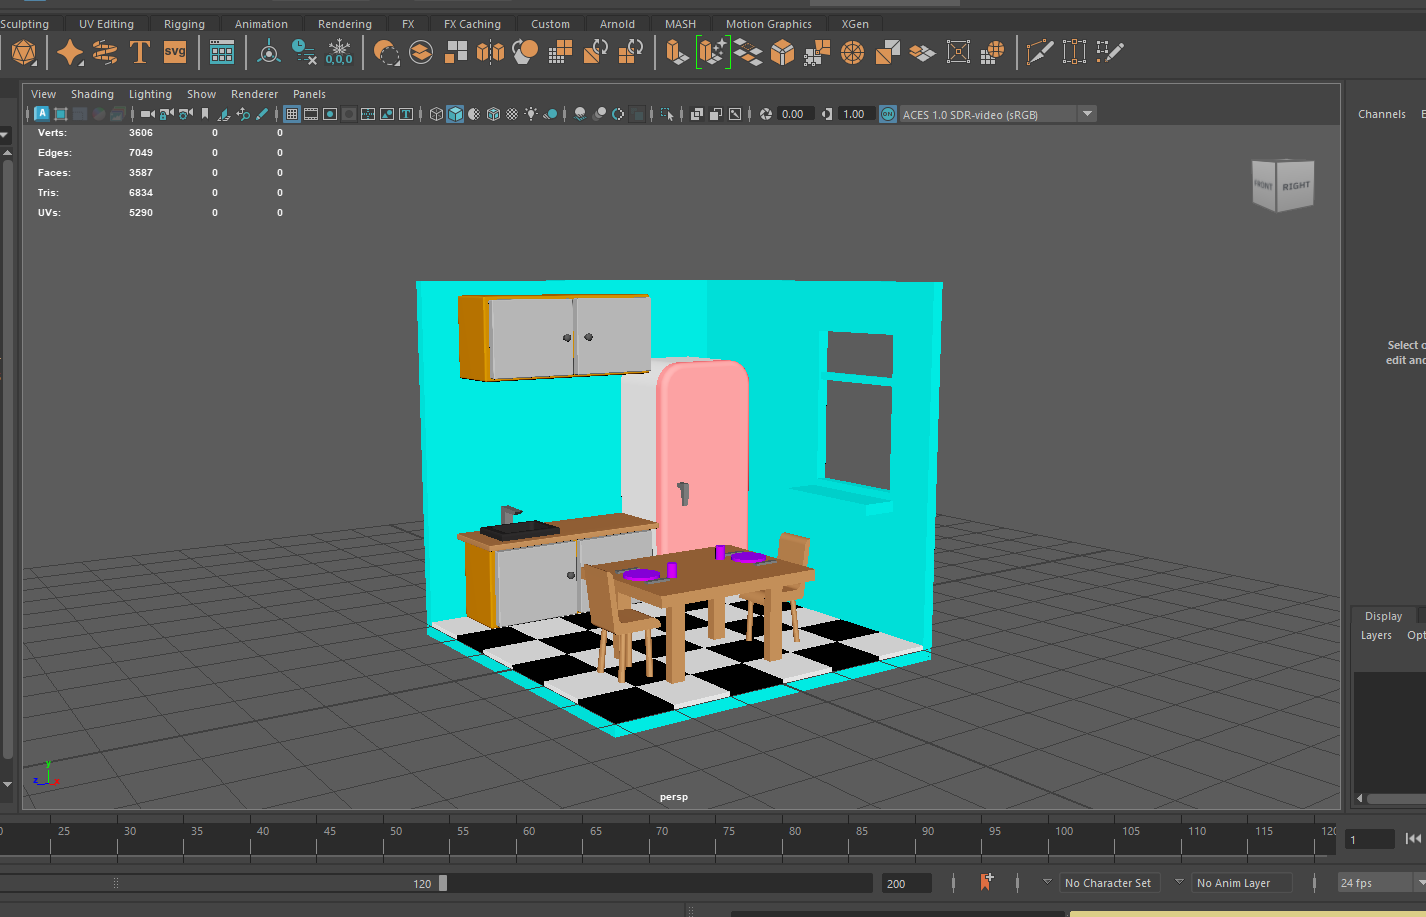 Sculpting UV Editing Rigging Animation Rendering FX FX Caching Custom Arnold MASH Motion Graphics XGen
T SVG 0,0,0
View Shading Lighting Show Renderer Panels
A T 0.00 1.00 ON ACES 1.0 SDR-video (sRGB)
Channels E
Verts: 3606 0 0
Edges: 7049 0 0
Faces: 3587 0 0
Tris: 6834 0 0
UVs: 5290 0 0
FRONT RIGHT
Select o
edit and
Display
Layers Opt
y
z x
persp
25 30 35 40 45 50 55 60 65 70 75 80 85 90 95 100 105 110 115 120
1
120 200 No Character Set No Anim Layer 24 fps